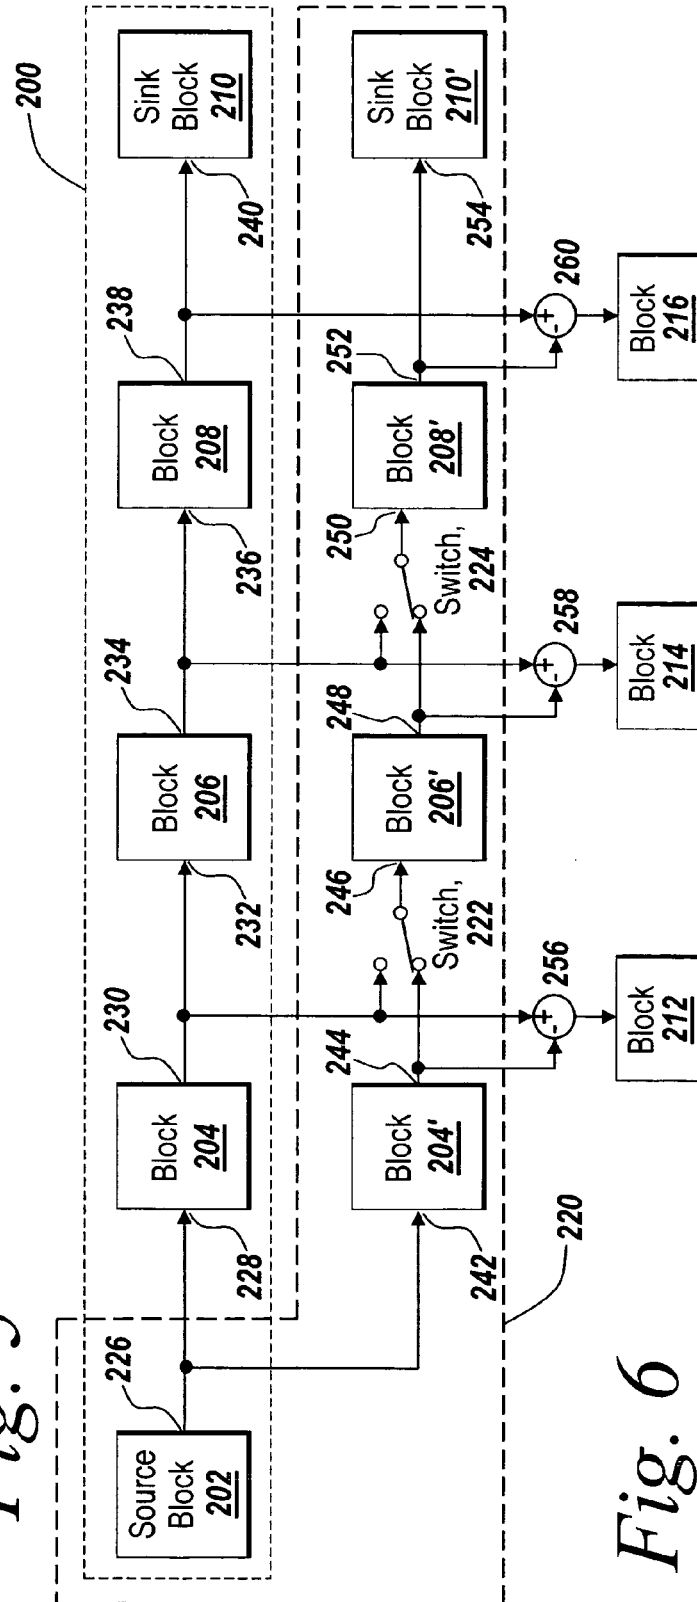 200
Source
Block
202
226
228
Block
204
230
232
Block
206
234
236
Block
208
238
240
Sink
Block
210
242
Block
204'
244
Switch,
222
246
Block
206'
248
Switch,
224
250
Block
208'
252
254
Sink
Block
210'
220
+
-
256
+
-
258
+
-
260
Block
212
Block
214
Block
216
Fig. 6